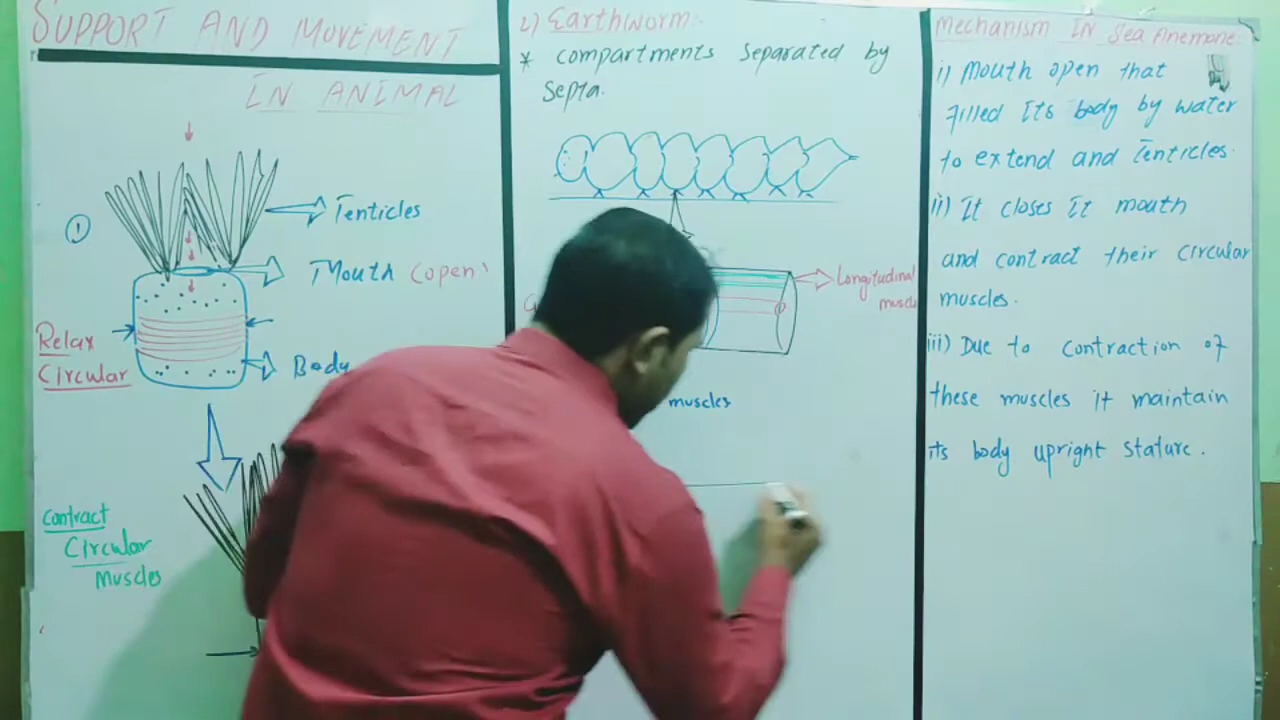 SUPPORT AND MOVEMENT
IN ANIMAL
①
Tenticles
Mouth (open)
Relax
Circular
Body
Contract
Circular
Muscles
2) Earthworm:
* compartments separated by
Septa.
Longitudinal
muscl
muscles
Mechanism IN Sea Anemone:
i) Mouth open that
filled Its body by water
to extend and Tenticles.
ii) It closes It mouth
and contract their circular
muscles.
iii) Due to contraction of
these muscles it maintain
its body upright stature.